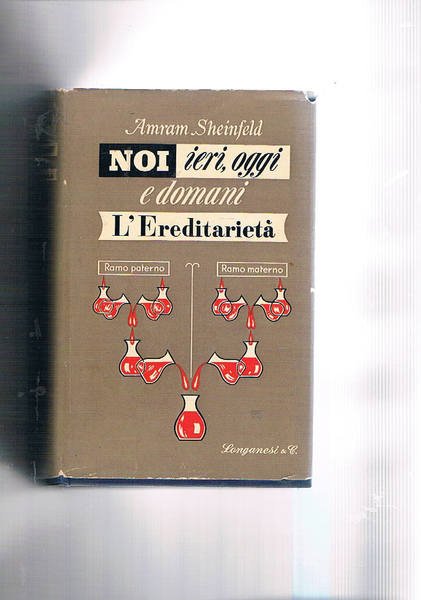 Amram Sheinfeld
NOI ieri, oggi
e domani
L'Ereditarietà
Ramo paterno Ramo materno
Longanesi & C.